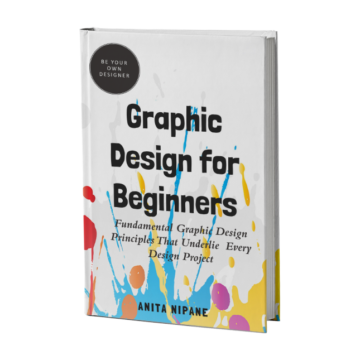 BE YOUR
OWN
DESIGNER
Graphic
Design for
Beginners
Fundamental Graphic Design
Principles That Underlie Every
Design Project
ANITA NIPANE